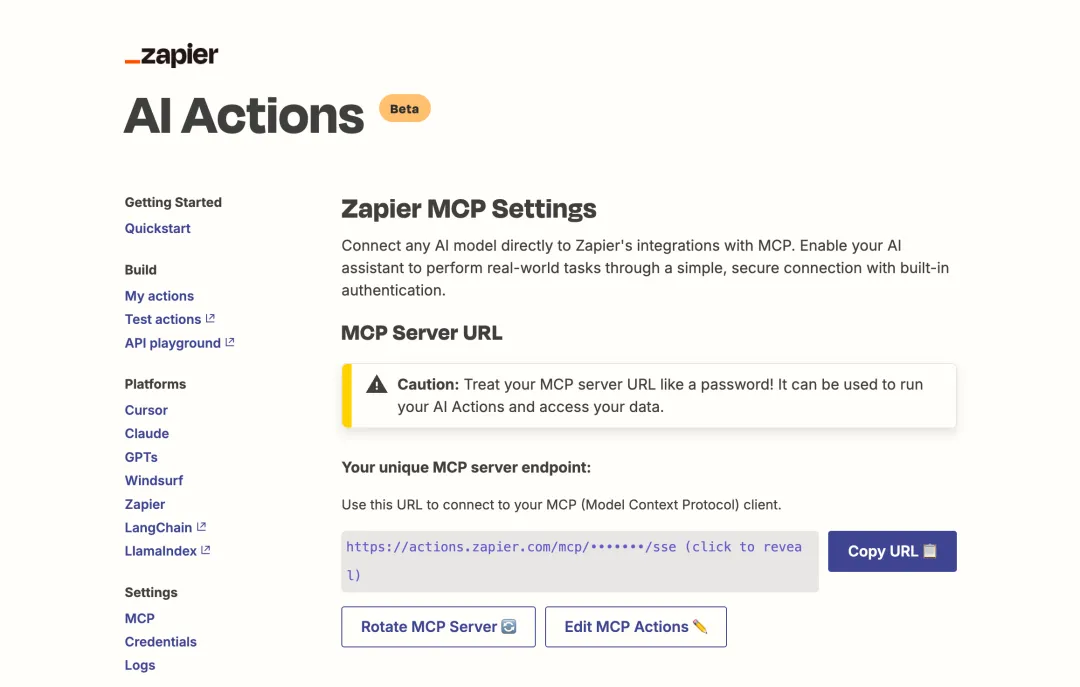 zapier
AI Actions Beta
Getting Started
Quickstart
Build
My actions
Test actions
API playground
Platforms
Cursor
Claude
GPTs
Windsurf
Zapier
LangChain
LlamaIndex
Settings
MCP
Credentials
Logs
Zapier MCP Settings
Connect any AI model directly to Zapier's integrations with MCP. Enable your AI
assistant to perform real-world tasks through a simple, secure connection with built-in
authentication.
MCP Server URL
Caution: Treat your MCP server URL like a password! It can be used to run
your AI Actions and access your data.
Your unique MCP server endpoint:
Use this URL to connect to your MCP (Model Context Protocol) client.
https://actions.zapier.com/mcp/•••••••/sse (click to revea
l)
Copy URL 📋
Rotate MCP Server 🔄
Edit MCP Actions ✏️